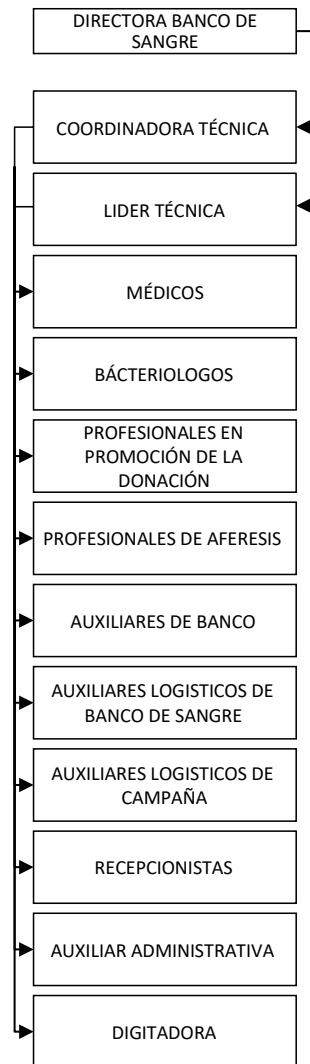 DIRECTORA BANCO DE
SANGRE
COORDINADORA TÉCNICA
LIDER TÉCNICA
MÉDICOS
BÁCTERIOLOGOS
PROFESIONALES EN
PROMOCIÓN DE LA
DONACIÓN
PROFESIONALES DE AFERESIS
AUXILIARES DE BANCO
AUXILIARES LOGISTICOS DE
BANCO DE SANGRE
AUXILIARES LOGISTICOS DE
CAMPAÑA
RECEPCIONISTAS
AUXILIAR ADMINISTRATIVA
DIGITADORA